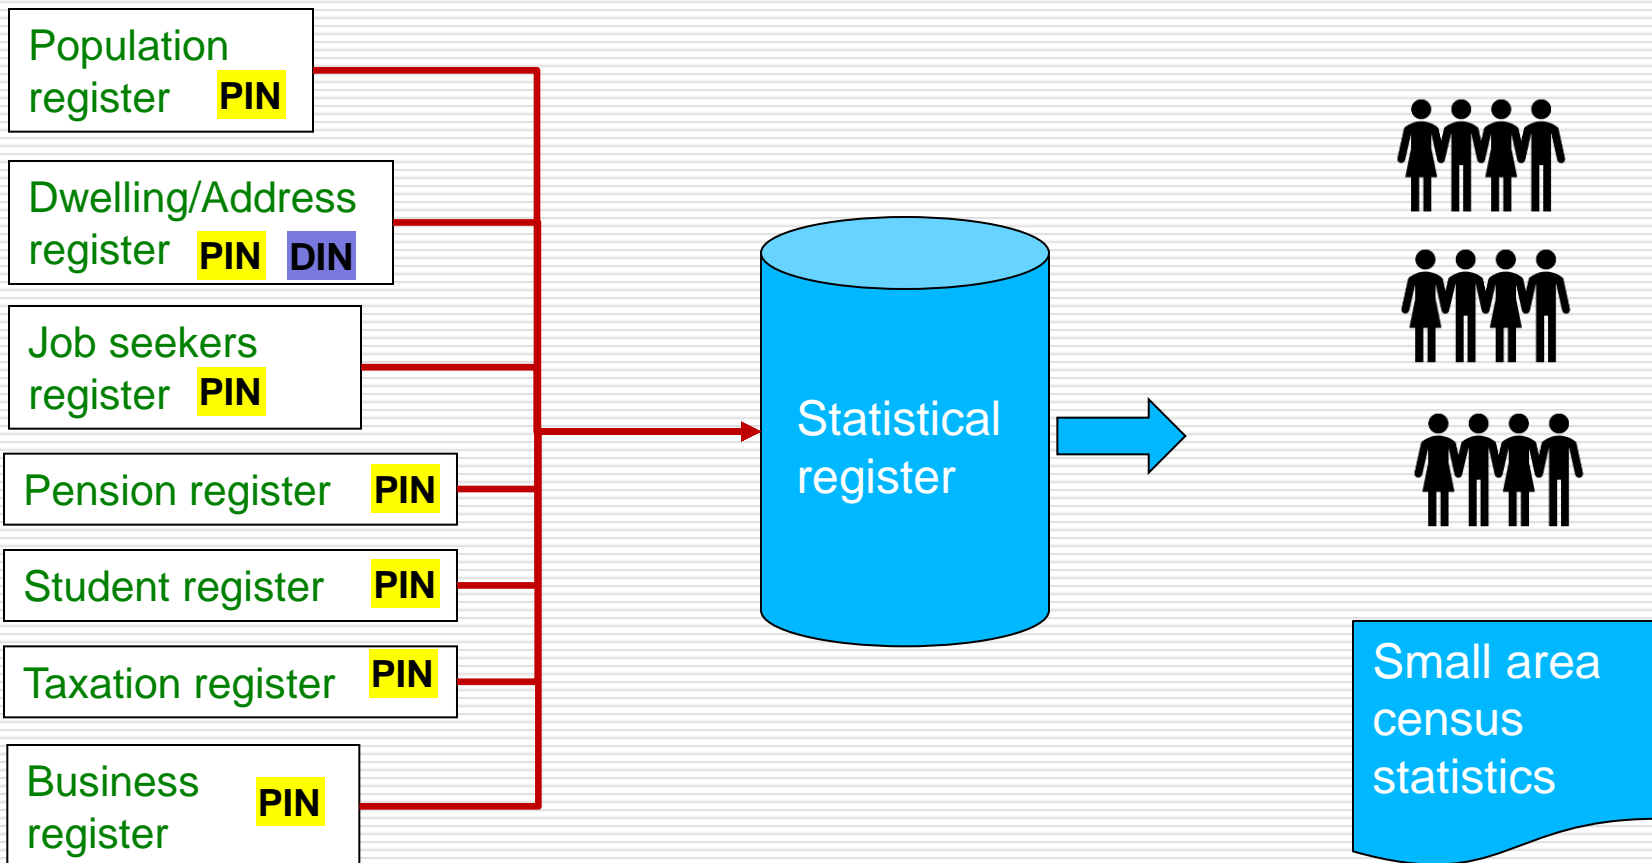 Population
register PIN
Dwelling/Address
register PIN DIN
Job seekers
register PIN
Pension register PIN
Student register PIN
Taxation register PIN
Business
register PIN
Statistical
register
Small area
census
statistics